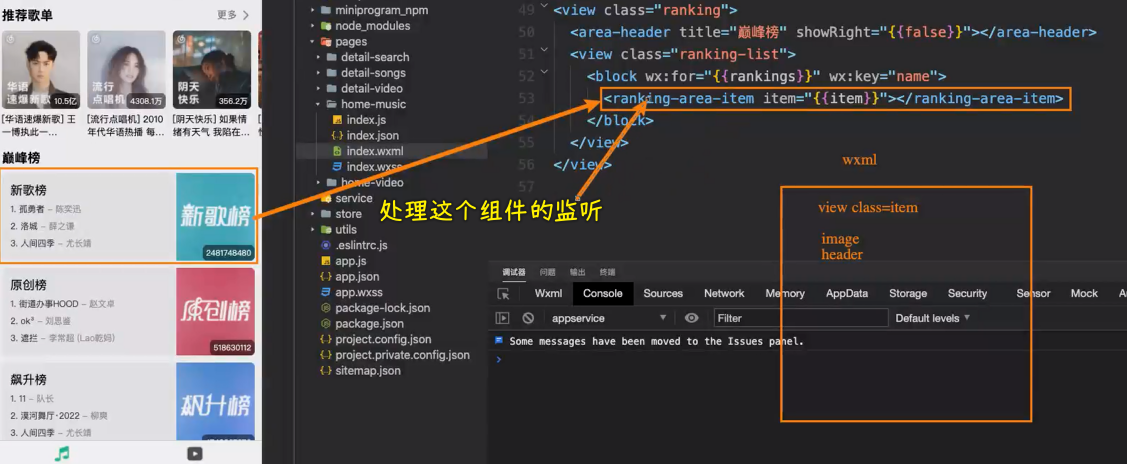 推荐歌单
更多
华语
速爆新歌
10.5亿
流行
点唱机
4308.1万
阴天
快乐
356.2万
[华语速爆新歌] 王
一博执此一…
[流行点唱机] 2010
年代华语热播 每…
[阴天快乐] 如果情
绪有天气 我陷在…
巅峰榜
新歌榜
1. 孤勇者 – 陈奕迅
2. 洛城 – 薛之谦
3. 人间四季 – 尤长靖
新歌榜
2481748480
原创榜
1. 街道办事HOOD – 赵文卓
2. ok³ – 刘思鉴
3. 遮拦 – 李常超 (Lao乾妈)
原创榜
518630112
飙升榜
1. 11 – 队长
2. 漠河舞厅·2022 – 柳爽
3. 人间四季 – 尤长靖
飙升榜
miniprogram_npm
node_modules
pages
detail-search
detail-songs
detail-video
home-music
index.js
index.json
index.wxml
index.wxss
home-video
service
store
utils
.eslintrc.js
app.js
app.json
app.wxss
package-lock.json
package.json
project.config.json
project.private.config.json
sitemap.json
49 <view class="ranking">
50 <area-header title="巅峰榜" showRight="{{false}}"></area-header>
51 <view class="ranking-list">
52 <block wx:for="{{rankings}}" wx:key="name">
53 <ranking-area-item item="{{item}}"></ranking-area-item>
54 </block>
55 </view>
56 </view>
57
处理这个组件的监听
wxml
view class=item
image
header
调试器 问题 输出 终端
Wxml Console Sources Network Memory AppData Storage Security Sensor Mock
appservice Filter Default levels
Some messages have been moved to the Issues panel.